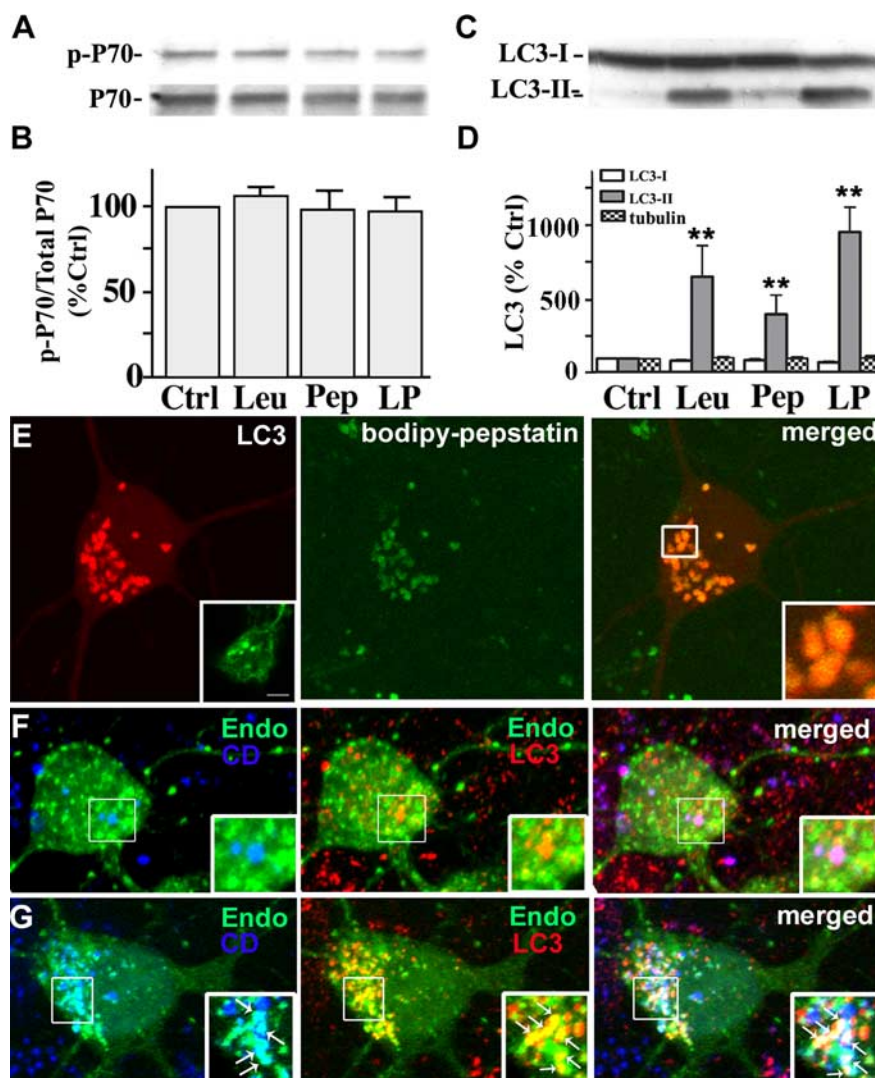 A
p-P70-
P70-
C
LC3-I -
LC3-II-
B
p-P70/Total P70
(%Ctrl)
100
50
0
Ctrl Leu Pep LP
D
LC3-I
LC3-II
tubulin
LC3 (% Ctrl)
1000
500
0
** ** **
Ctrl Leu Pep LP
E LC3 bodipy-pepstatin merged
F Endo CD Endo LC3 merged
G Endo CD Endo LC3 merged